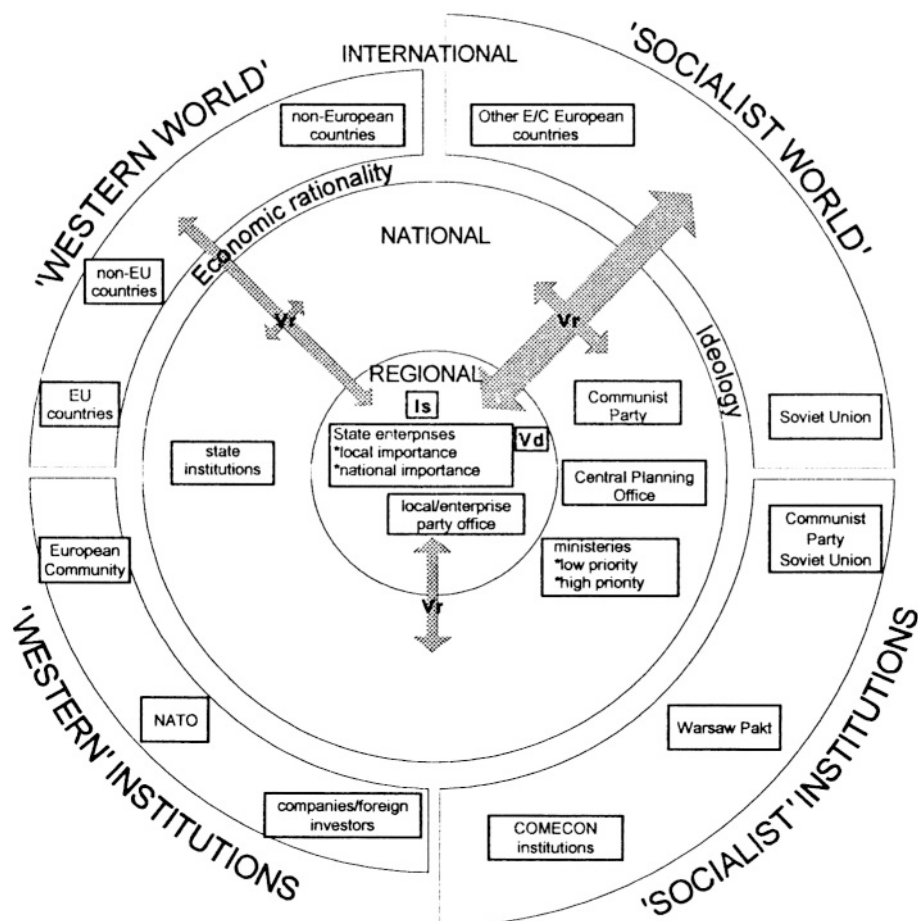 INTERNATIONAL
'WESTERN WORLD'
'SOCIALIST WORLD'
non-European
countries
Other E/C European
countries
Economic rationality
NATIONAL
non-EU
countries
Vr
Vr
Ideology
REGIONAL
EU
countries
Is
Communist
Party
Soviet Union
State enterprises
*local importance
*national importance
Vd
state
institutions
Central Planning
Office
local/enterprise
party office
European
Community
ministeries
*low priority
*high priority
Communist
Party
Soviet Union
Vr
NATO
Warsaw Pakt
companies/foreign
investors
COMECON
institutions
'WESTERN' INSTITUTIONS
'SOCIALIST' INSTITUTIONS